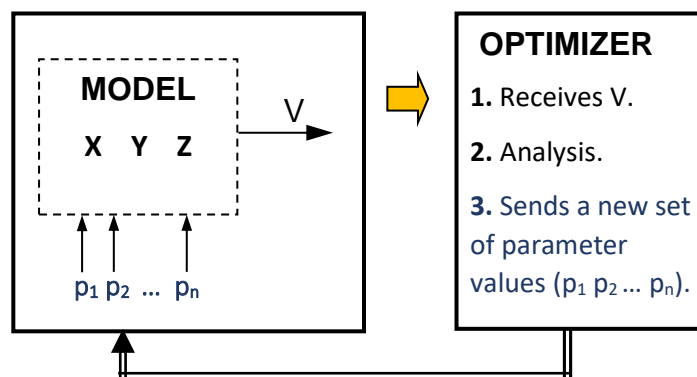 MODEL
X Y Z
V
p₁ p₂ ... pₙ
OPTIMIZER
1. Receives V.
2. Analysis.
3. Sends a new set
of parameter
values (p₁ p₂ ... pₙ).